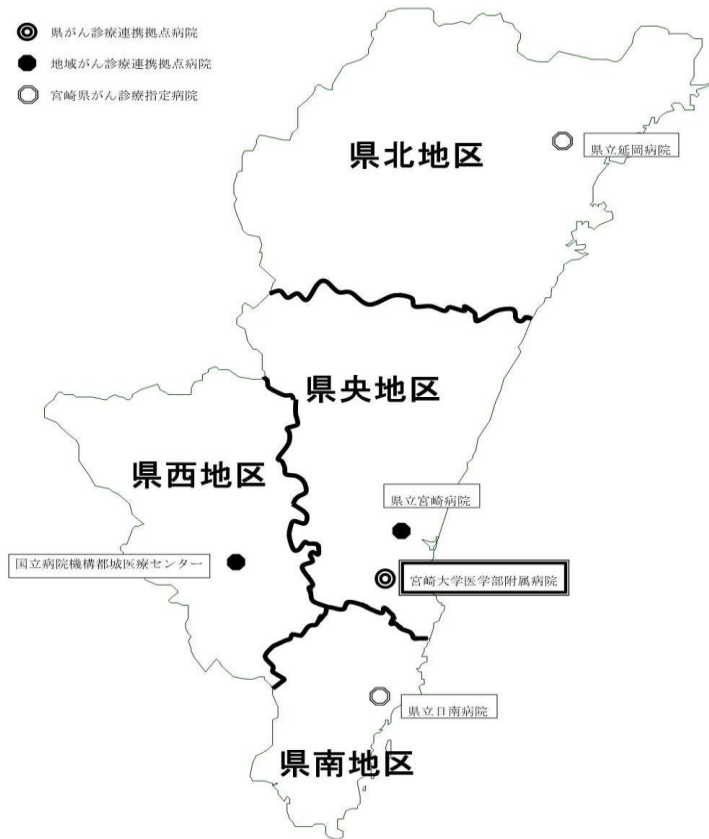 県がん診療連携拠点病院
地域がん診療連携拠点病院
宮崎県がん診療指定病院
県北地区
県立延岡病院
県央地区
県西地区
県立宮崎病院
国立病院機構都城医療センター
宮崎大学医学部附属病院
県立日南病院
県南地区